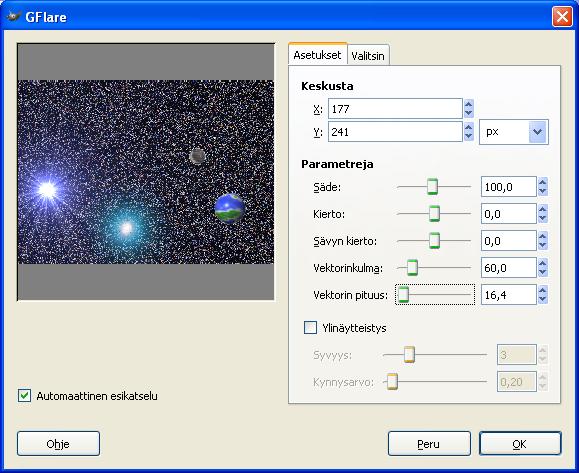 GFlare
Asetukset Valitsin
Keskusta
X: 177
Y: 241 px
Parametreja
Säde: 100,0
Kierto: 0,0
Sävyn kierto: 0,0
Vektorinkulma: 60,0
Vektorin pituus: 16,4
Ylinäytteistys
Syvyys: 3
Kynnysarvo: 0,20
Automaattinen esikatselu
Ohje Peru OK